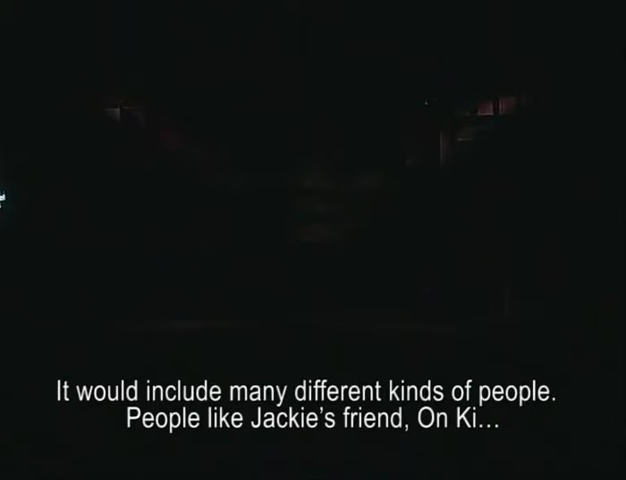 It would include many different kinds of people.
People like Jackie's friend, On Ki…